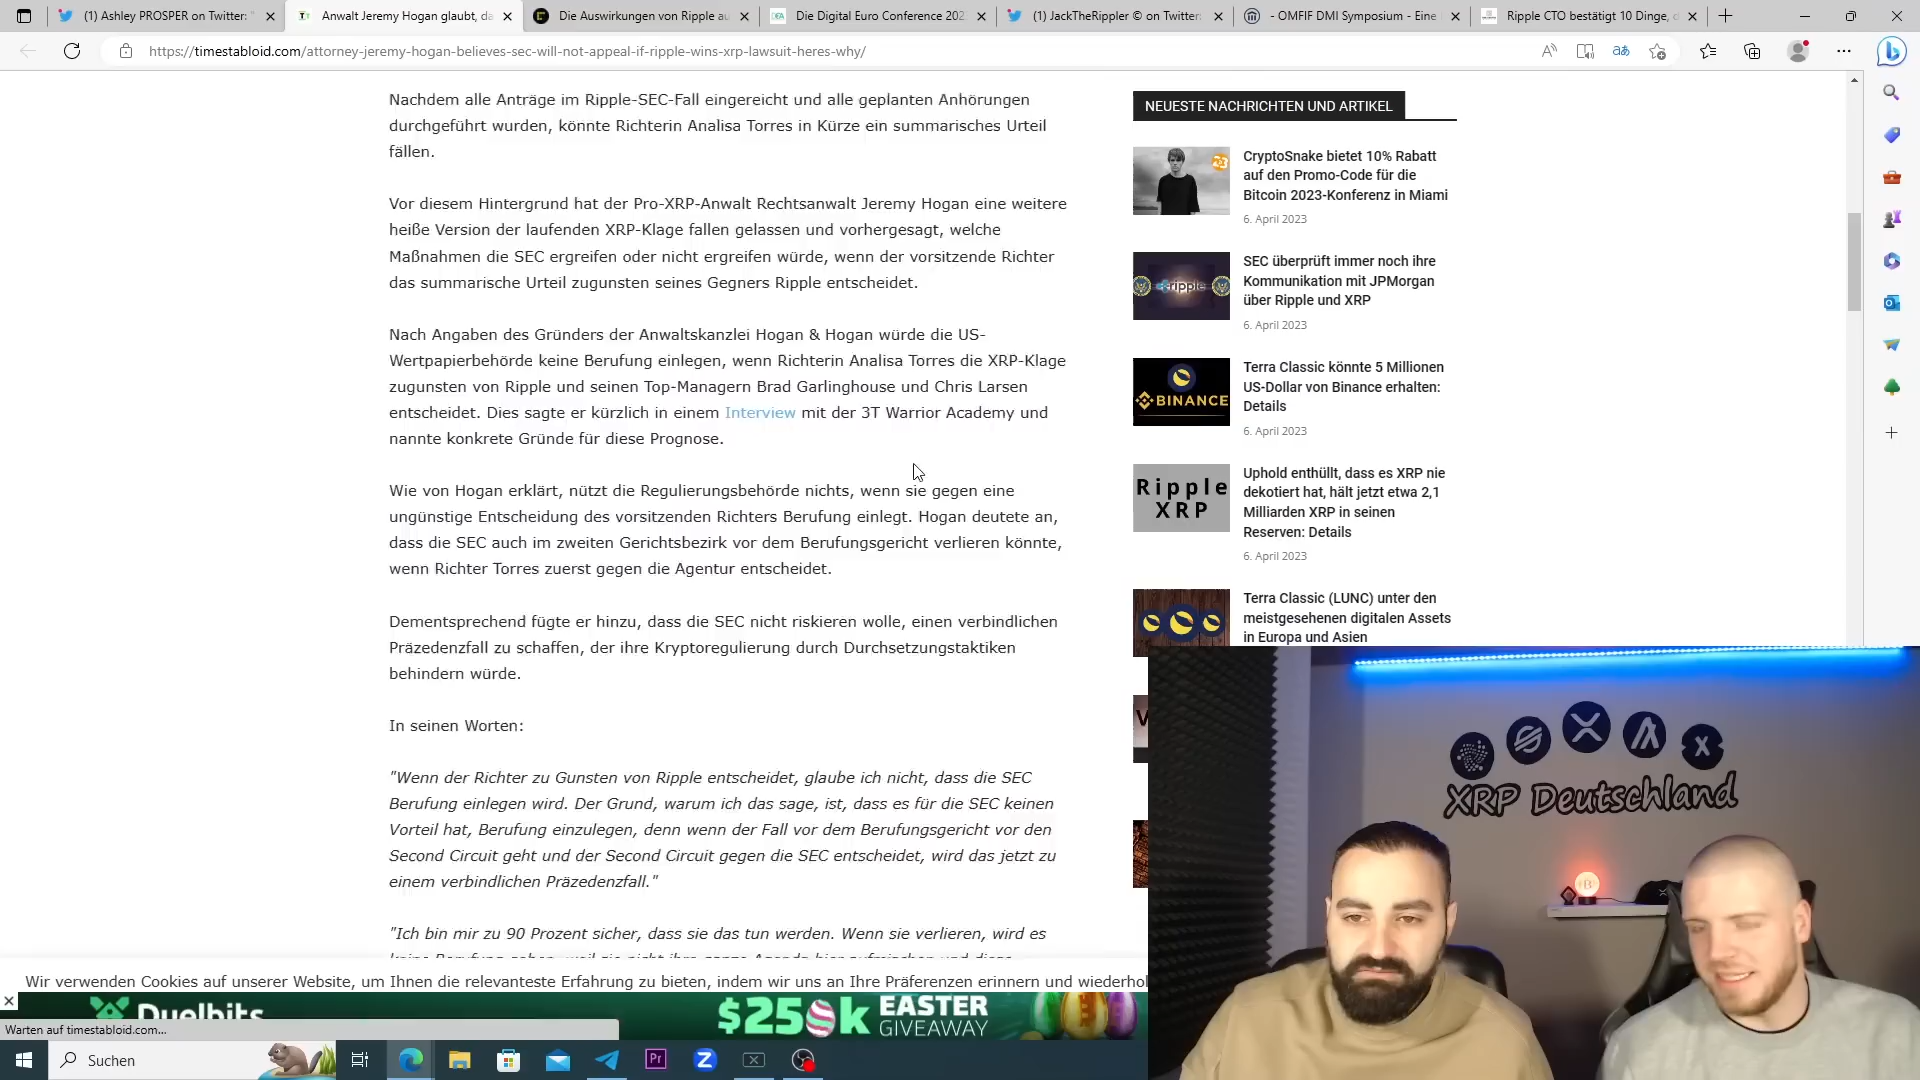 (1) Ashley PROSPER on Twitter: "
Anwalt Jeremy Hogan glaubt, da
Die Auswirkungen von Ripple au
Die Digital Euro Conference 202
(1) JackTheRippler © on Twitter:
- OMFIF DMI Symposium - Eine
Ripple CTO bestätigt 10 Dinge, d
https://timestabloid.com/attorney-jeremy-hogan-believes-sec-will-not-appeal-if-ripple-wins-xrp-lawsuit-heres-why/
Nachdem alle Anträge im Ripple-SEC-Fall eingereicht und alle geplanten Anhörungen
durchgeführt wurden, könnte Richterin Analisa Torres in Kürze ein summarisches Urteil
fällen.
Vor diesem Hintergrund hat der Pro-XRP-Anwalt Rechtsanwalt Jeremy Hogan eine weitere
heiße Version der laufenden XRP-Klage fallen gelassen und vorhergesagt, welche
Maßnahmen die SEC ergreifen oder nicht ergreifen würde, wenn der vorsitzende Richter
das summarische Urteil zugunsten seines Gegners Ripple entscheidet.
Nach Angaben des Gründers der Anwaltskanzlei Hogan & Hogan würde die US-
Wertpapierbehörde keine Berufung einlegen, wenn Richterin Analisa Torres die XRP-Klage
zugunsten von Ripple und seinen Top-Managern Brad Garlinghouse und Chris Larsen
entscheidet. Dies sagte er kürzlich in einem Interview mit der 3T Warrior Academy und
nannte konkrete Gründe für diese Prognose.
Wie von Hogan erklärt, nützt die Regulierungsbehörde nichts, wenn sie gegen eine
ungünstige Entscheidung des vorsitzenden Richters Berufung einlegt. Hogan deutete an,
dass die SEC auch im zweiten Gerichtsbezirk vor dem Berufungsgericht verlieren könnte,
wenn Richter Torres zuerst gegen die Agentur entscheidet.
Dementsprechend fügte er hinzu, dass die SEC nicht riskieren wolle, einen verbindlichen
Präzedenzfall zu schaffen, der ihre Kryptoregulierung durch Durchsetzungstaktiken
behindern würde.
In seinen Worten:
"Wenn der Richter zu Gunsten von Ripple entscheidet, glaube ich nicht, dass die SEC
Berufung einlegen wird. Der Grund, warum ich das sage, ist, dass es für die SEC keinen
Vorteil hat, Berufung einzulegen, denn wenn der Fall vor dem Berufungsgericht vor den
Second Circuit geht und der Second Circuit gegen die SEC entscheidet, wird das jetzt zu
einem verbindlichen Präzedenzfall."
"Ich bin mir zu 90 Prozent sicher, dass sie das tun werden. Wenn sie verlieren, wird es
NEUESTE NACHRICHTEN UND ARTIKEL
CryptoSnake bietet 10% Rabatt
auf den Promo-Code für die
Bitcoin 2023-Konferenz in Miami
6. April 2023
ripple
SEC überprüft immer noch ihre
Kommunikation mit JPMorgan
über Ripple und XRP
6. April 2023
BINANCE
Terra Classic könnte 5 Millionen
US-Dollar von Binance erhalten:
Details
6. April 2023
Ripple
XRP
Uphold enthüllt, dass es XRP nie
dekotiert hat, hält jetzt etwa 2,1
Milliarden XRP in seinen
Reserven: Details
6. April 2023
Terra Classic (LUNC) unter den
meistgesehenen digitalen Assets
in Europa und Asien
XRP Deutschland
Wir verwenden Cookies auf unserer Website, um Ihnen die relevanteste Erfahrung zu bieten, indem wir uns an Ihre Präferenzen erinnern und wiederhol
Duelbits
$250k EASTER
GIVEAWAY
Warten auf timestabloid.com...
Suchen
Pr